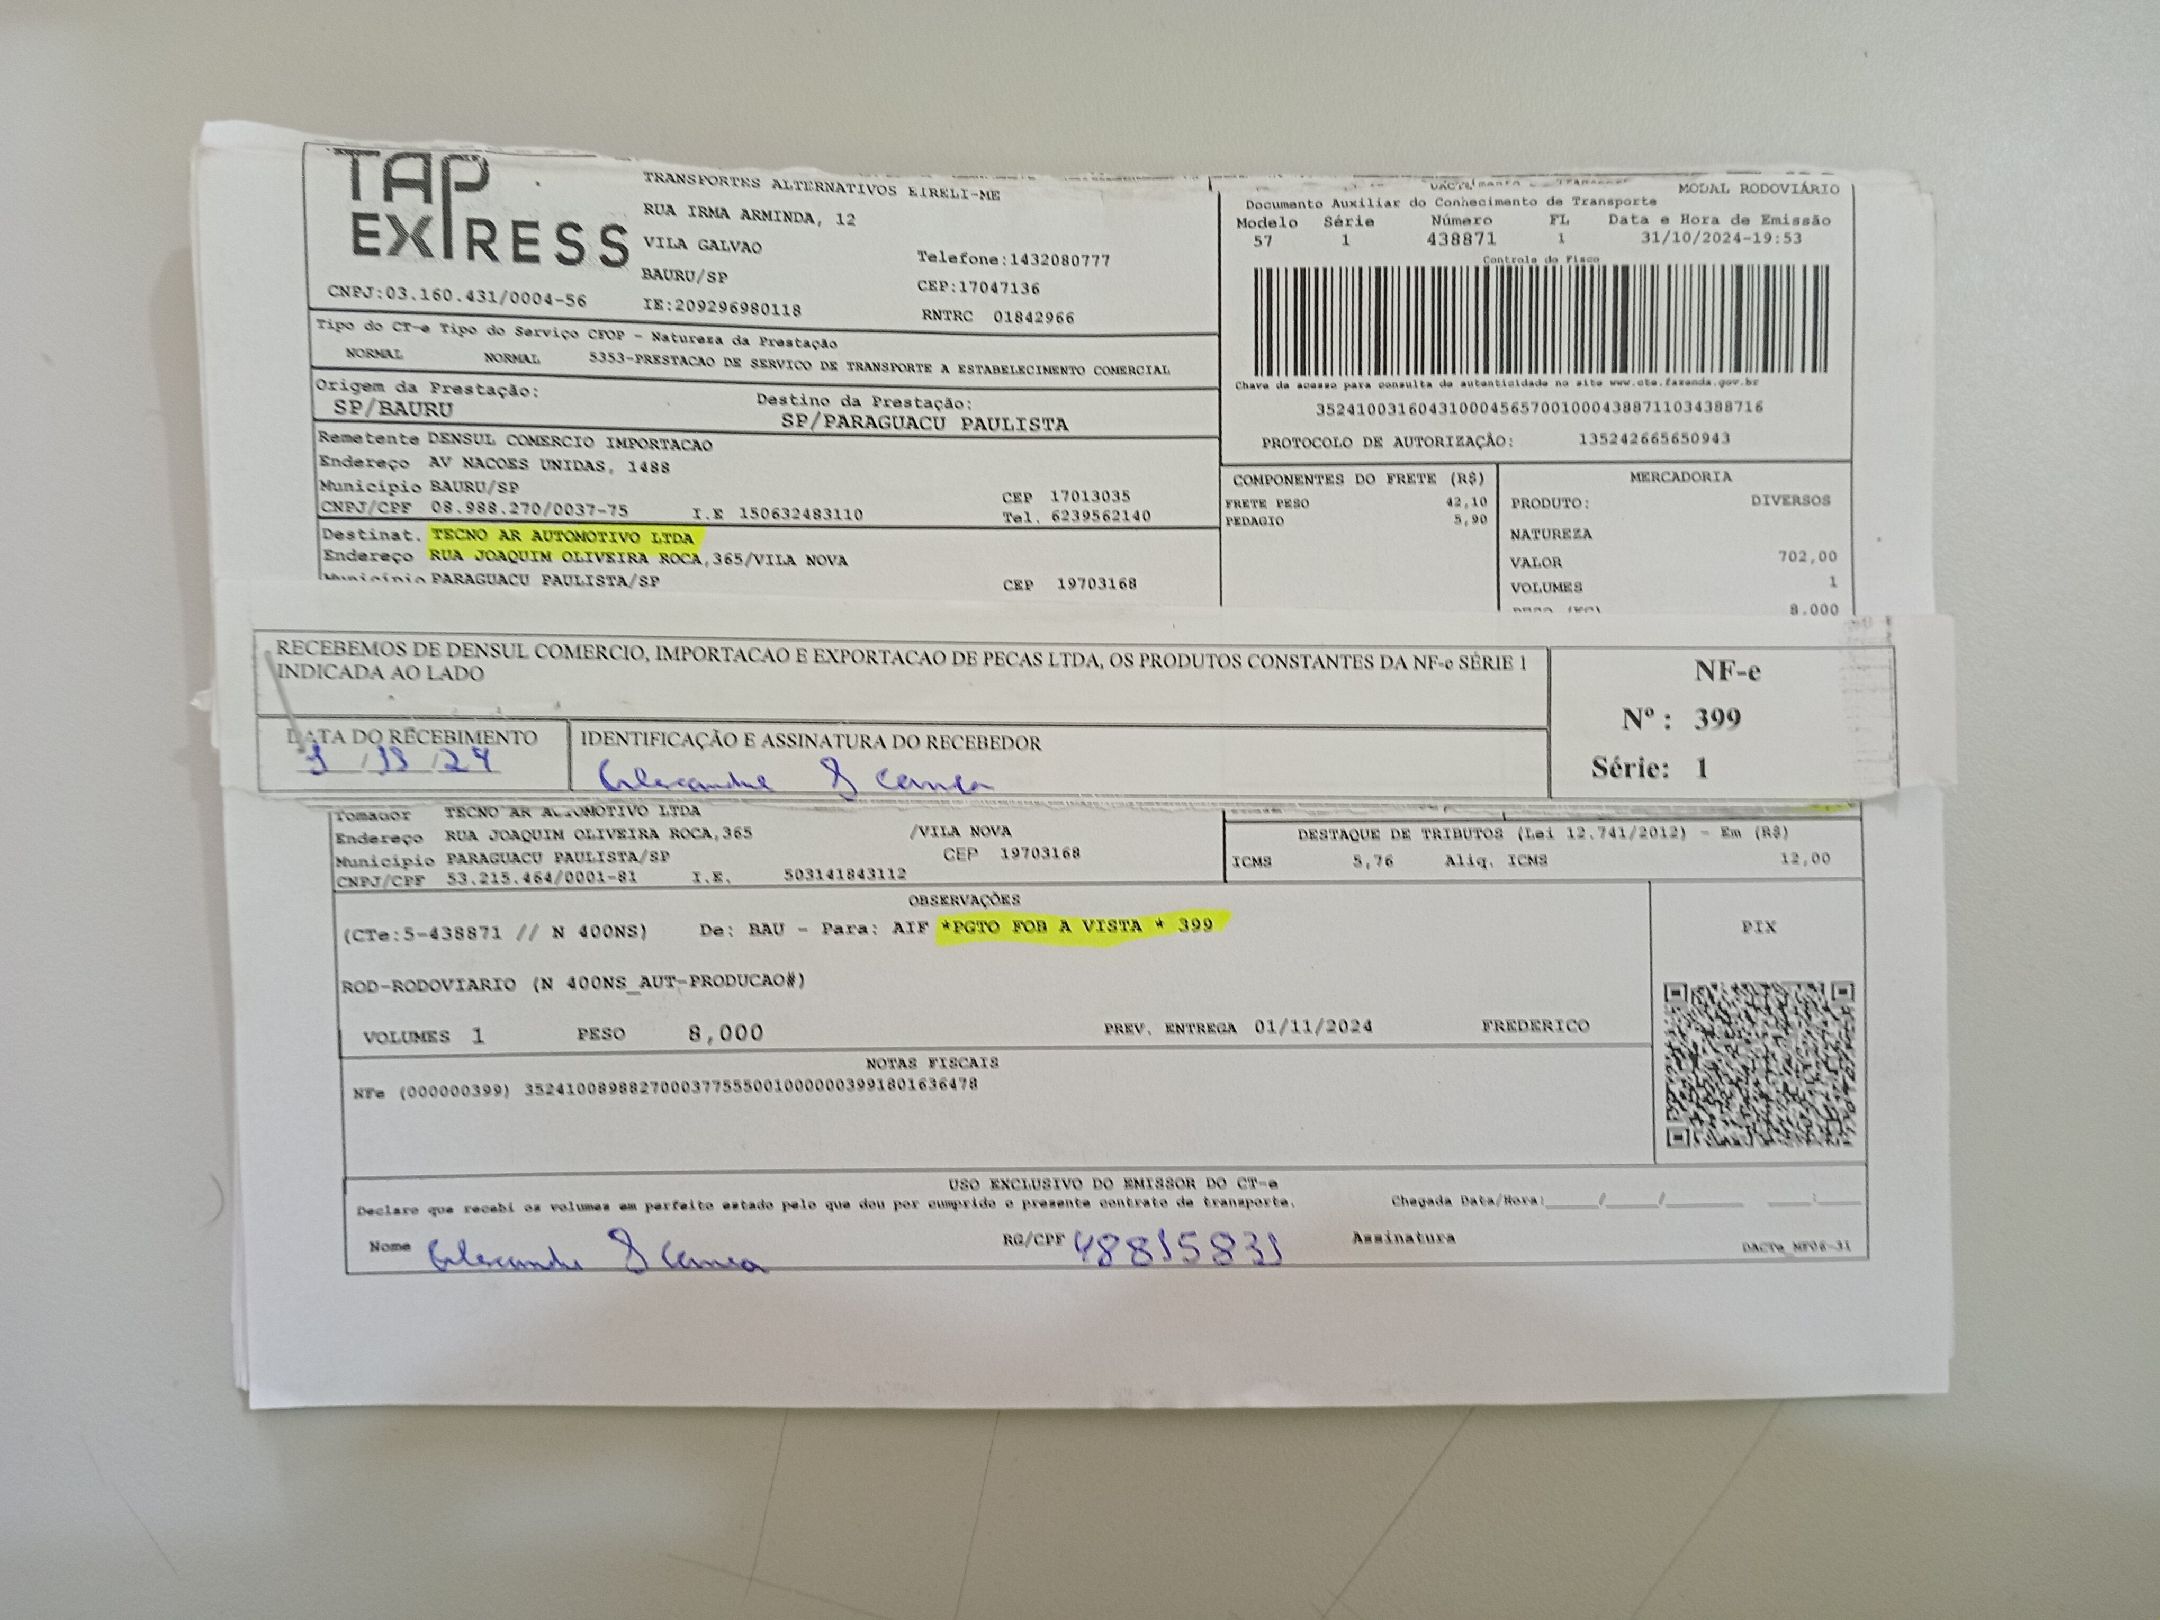 TAP EXPRESS
TRANSPORTES ALTERNATIVOS EIRELI-ME
RUA IRMA ARMINDA, 12
VILA GALVAO
Telefone:1432080777
BAURU/SP
CEP:17047136
CNPJ:03.160.431/0004-56
IE:209296980118
RNTRC 01842966
MODAL RODOVIÁRIO
Documento Auxiliar do Conhecimento de Transporte
Modelo Série Número FL Data e Hora de Emissão
57 1 438871 1 31/10/2024-19:53
Controle do Fisco
Chave de acesso para consulta de autenticidade no site www.cte.fazenda.gov.br
35241003160431000456570010004388711034388716
PROTOCOLO DE AUTORIZAÇÃO: 135242665650943
Tipo do CT-e Tipo do Serviço CFOP - Natureza da Prestação
NORMAL NORMAL 5353-PRESTACAO DE SERVICO DE TRANSPORTE A ESTABELECIMENTO COMERCIAL
Origem da Prestação: Destino da Prestação:
SP/BAURU SP/PARAGUACU PAULISTA
Remetente DENSUL COMERCIO IMPORTACAO
Endereço AV NACOES UNIDAS, 1488
Município BAURU/SP CEP 17013035
CNPJ/CPF 08.988.270/0037-75 I.E 150632483110 Tel. 6239562140
Destinat. TECNO AR AUTOMOTIVO LTDA
Endereço RUA JOAQUIM OLIVEIRA ROCA,365/VILA NOVA
Município PARAGUACU PAULISTA/SP CEP 19703168
COMPONENTES DO FRETE (R$)
FRETE PESO 42,10
PEDAGIO 5,90
MERCADORIA
PRODUTO: DIVERSOS
NATUREZA
VALOR 702,00
VOLUMES 1
PESO (KG) 8.000
RECEBEMOS DE DENSUL COMERCIO, IMPORTACAO E EXPORTACAO DE PECAS LTDA, OS PRODUTOS CONSTANTES DA NF-e SÉRIE 1
INDICADA AO LADO
DATA DO RECEBIMENTO
IDENTIFICAÇÃO E ASSINATURA DO RECEBEDOR
NF-e
Nº : 399
Série: 1
Tomador TECNO AR AUTOMOTIVO LTDA
Endereço RUA JOAQUIM OLIVEIRA ROCA,365 /VILA NOVA
Município PARAGUACU PAULISTA/SP CEP 19703168
CNPJ/CPF 53.215.464/0001-81 I.E. 503141843112
DESTAQUE DE TRIBUTOS (Lei 12.741/2012) - Em (R$)
ICMS 5,76 Aliq. ICMS 12,00
OBSERVAÇÕES
(CTe:5-438871 // N 400NS) De: BAU - Para: AIF *PGTO FOB A VISTA * 399
ROD-RODOVIARIO (N 400NS_AUT-PRODUCAO#)
VOLUMES 1 PESO 8,000 PREV. ENTREGA 01/11/2024 FREDERICO
PIX
NOTAS FISCAIS
NFe (000000399) 35241008988270003775550010000003991801636478
USO EXCLUSIVO DO EMISSOR DO CT-e
Declaro que recebi os volumes em perfeito estado pelo que dou por cumprido o presente contrato de transporte. Chegada Data/Hora:
Nome RG/CPF 48815831 Assinatura
DACTe_MF06-31